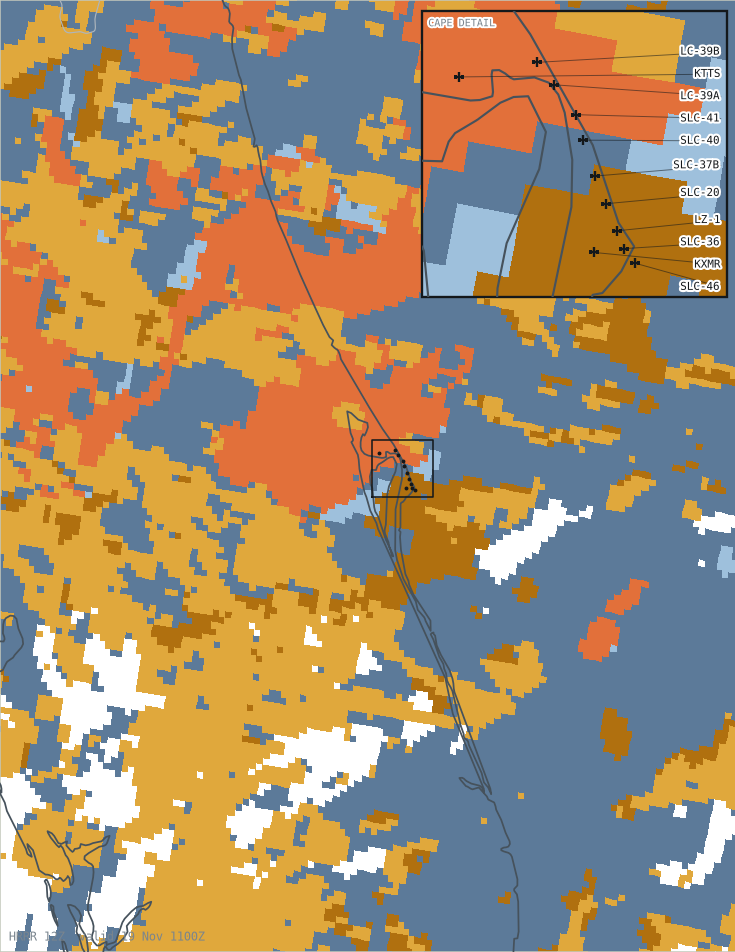 CAPE DETAIL
LC-39B
KTTS
LC-39A
SLC-41
SLC-40
SLC-37B
SLC-20
LZ-1
SLC-36
KXMR
SLC-46
19 Nov 1100Z